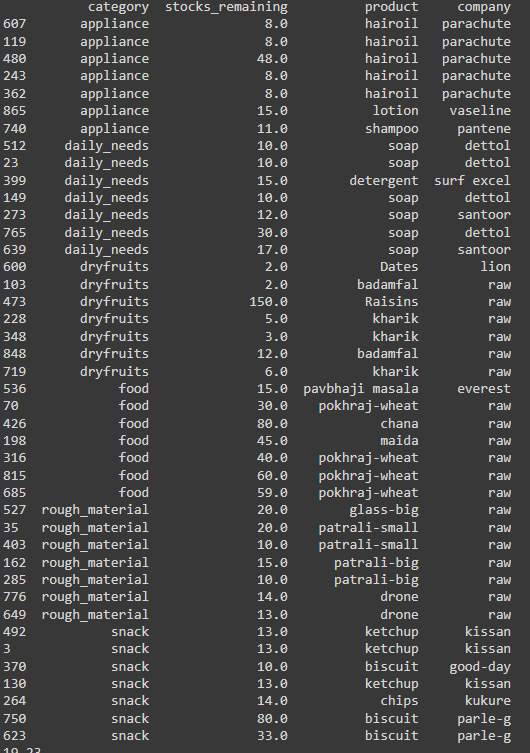 category stocks_remaining product company
607 appliance 8.0 hairoil parachute
119 appliance 8.0 hairoil parachute
480 appliance 48.0 hairoil parachute
243 appliance 8.0 hairoil parachute
362 appliance 8.0 hairoil parachute
865 appliance 15.0 lotion vaseline
740 appliance 11.0 shampoo pantene
512 daily_needs 10.0 soap dettol
23 daily_needs 10.0 soap dettol
399 daily_needs 15.0 detergent surf excel
149 daily_needs 10.0 soap dettol
273 daily_needs 12.0 soap santoor
765 daily_needs 30.0 soap dettol
639 daily_needs 17.0 soap santoor
600 dryfruits 2.0 Dates lion
103 dryfruits 2.0 badamfal raw
473 dryfruits 150.0 Raisins raw
228 dryfruits 5.0 kharik raw
348 dryfruits 3.0 kharik raw
848 dryfruits 12.0 badamfal raw
719 dryfruits 6.0 kharik raw
536 food 15.0 pavbhaji masala everest
70 food 30.0 pokhraj-wheat raw
426 food 80.0 chana raw
198 food 45.0 maida raw
316 food 40.0 pokhraj-wheat raw
815 food 60.0 pokhraj-wheat raw
685 food 59.0 pokhraj-wheat raw
527 rough_material 20.0 glass-big raw
35 rough_material 20.0 patrali-small raw
403 rough_material 10.0 patrali-small raw
162 rough_material 15.0 patrali-big raw
285 rough_material 10.0 patrali-big raw
776 rough_material 14.0 drone raw
649 rough_material 13.0 drone raw
492 snack 13.0 ketchup kissan
3 snack 13.0 ketchup kissan
370 snack 10.0 biscuit good-day
130 snack 13.0 ketchup kissan
264 snack 14.0 chips kukure
750 snack 80.0 biscuit parle-g
623 snack 33.0 biscuit parle-g